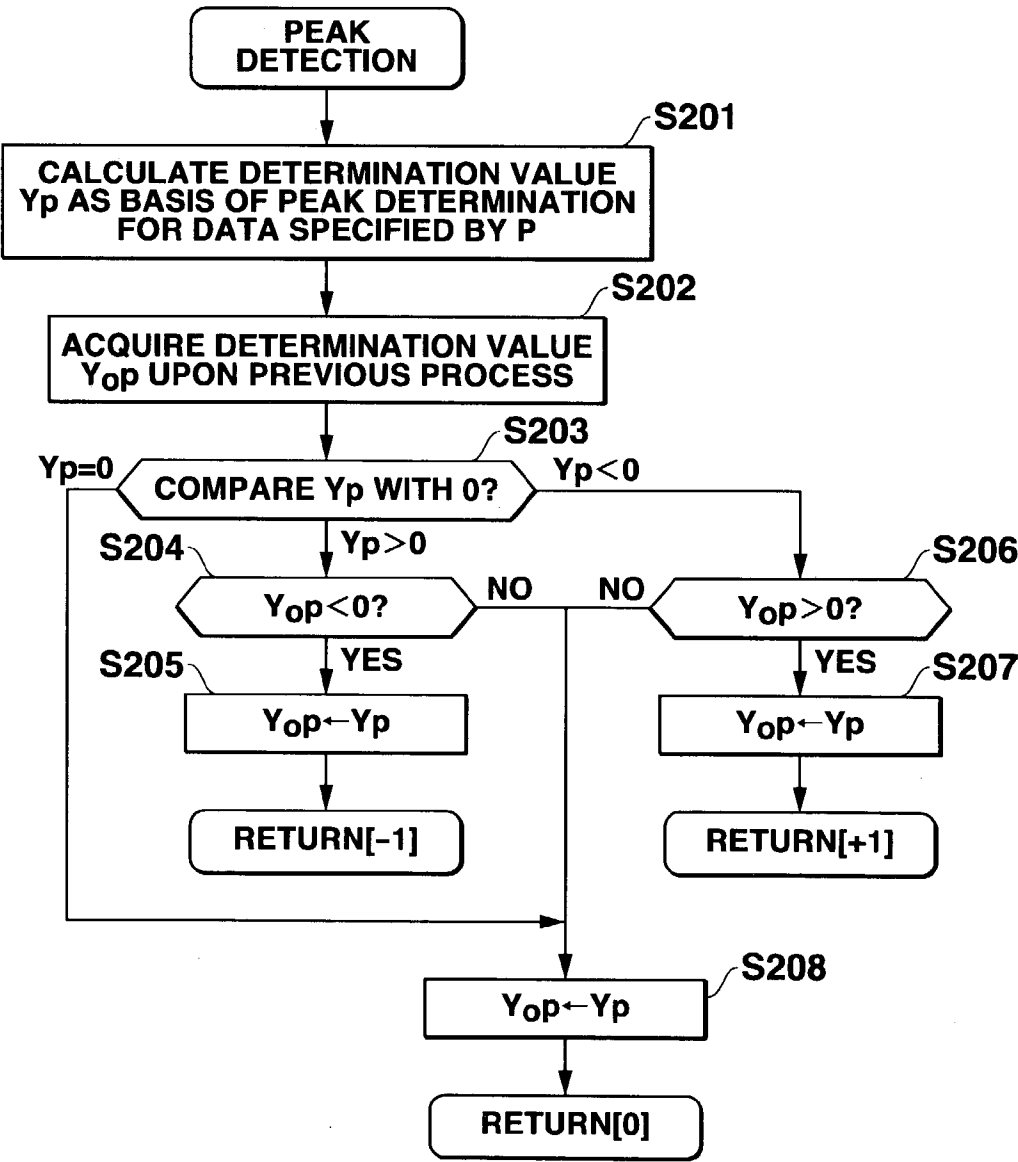 PEAK
DETECTION
S201
CALCULATE DETERMINATION VALUE
Yp AS BASIS OF PEAK DETERMINATION
FOR DATA SPECIFIED BY P
S202
ACQUIRE DETERMINATION VALUE
Yop UPON PREVIOUS PROCESS
S203
Yp=0
COMPARE Yp WITH 0?
Yp<0
Yp>0
S204
Yop<0?
NO
NO
S206
Yop>0?
YES
YES
S205
Yop←Yp
S207
Yop←Yp
RETURN[−1]
RETURN[+1]
S208
Yop←Yp
RETURN[0]